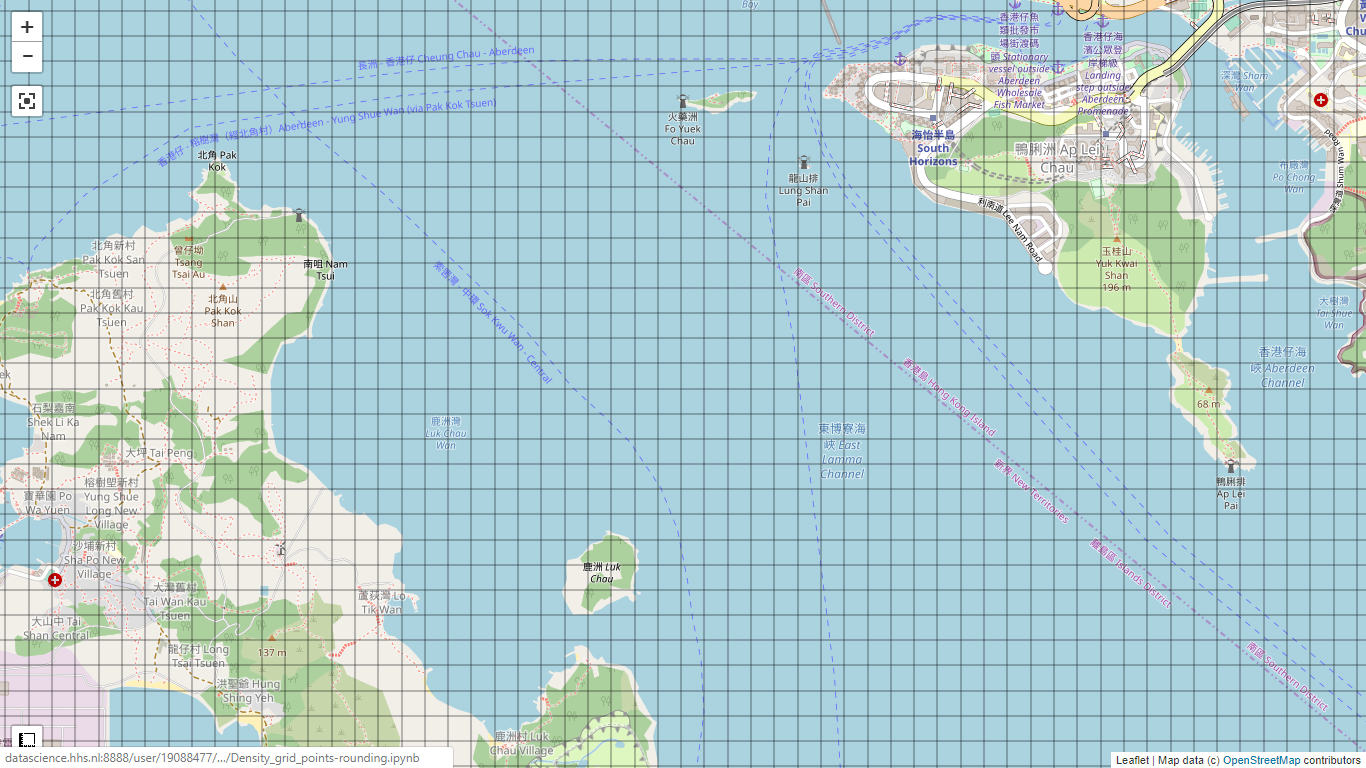 +
−
Bay
長洲 - 香港仔 Cheung Chau - Aberdeen
香港仔 - 榕樹灣 (經北角村) Aberdeen - Yung Shue Wan (via Pak Kok Tsuen)
北角 Pak
Kok
火藥洲
Fo Yuek
Chau
龍山排
Lung Shan
Pai
香港仔魚
類批發市
場街渡碼
頭 Stationary
vessel outside
Aberdeen
Wholesale
Fish Market
香港仔海
濱公眾登
岸梯級
Landing
step outside
Aberdeen
Promenade
海怡半島
South
Horizons
鴨脷洲 Ap Lei
Chau
深灣 Sham
Wan
布廠灣
Po Chong
Wan
Shum Wan Road
利南道 Lee Nam Road
玉桂山
Yuk Kwai
Shan
196 m
大樹灣
Tai Shue
Wan
香港仔海
峽 Aberdeen
Channel
68 m
鴨脷排
Ap Lei
Pai
北角新村
Pak Kok San
Tsuen
曾仔坳
Tsang
Tsai Au
南咀 Nam
Tsui
北角舊村
Pak Kok Kau
Tsuen
北角山
Pak Kok
Shan
索罟灣 - 中環 Sok Kwu Wan - Central
南區 Southern District
香港島 Hong Kong Island
新界 New Territories
離島區 Islands District
南區 Southern District
石梨嘉南
Shek Li Ka
Nam
鹿洲灣
Luk Chau
Wan
東博寮海
峽 East
Lamma
Channel
大坪 Tai Peng
榕樹塱新村
Yung Shue
Long New
Village
寶華園 Po
Wa Yuen
沙埔新村
Sha Po New
Village
大灣舊村
Tai Wan Kau
Tsuen
大山中 Tai
Shan Central
龍仔村 Long
Tsai Tsuen
137 m
蘆荻灣 Lo
Tik Wan
鹿洲 Luk
Chau
洪聖爺 Hung
Shing Yeh
鹿洲村 Luk
Chau Village
datascience.hhs.nl:8888/user/19088477/.../Density_grid_points-rounding.ipynb
Leaflet | Map data (c) OpenStreetMap contributors